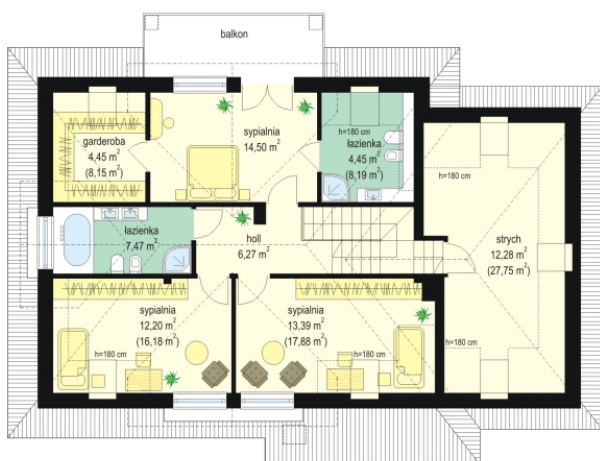 balkon
garderoba
4,45 m²
(8,15 m²)
sypialnia
14,50 m²
h=180 cm
łazienka
4,45 m²
(8,19 m²)
h=180 cm
łazienka
7,47 m²
holl
6,27 m²
strych
12,28 m²
(27,75 m²)
sypialnia
12,20 m²
(16,18 m²)
h=180 cm
sypialnia
13,39 m²
(17,88 m²)
h=180 cm
h=180 cm